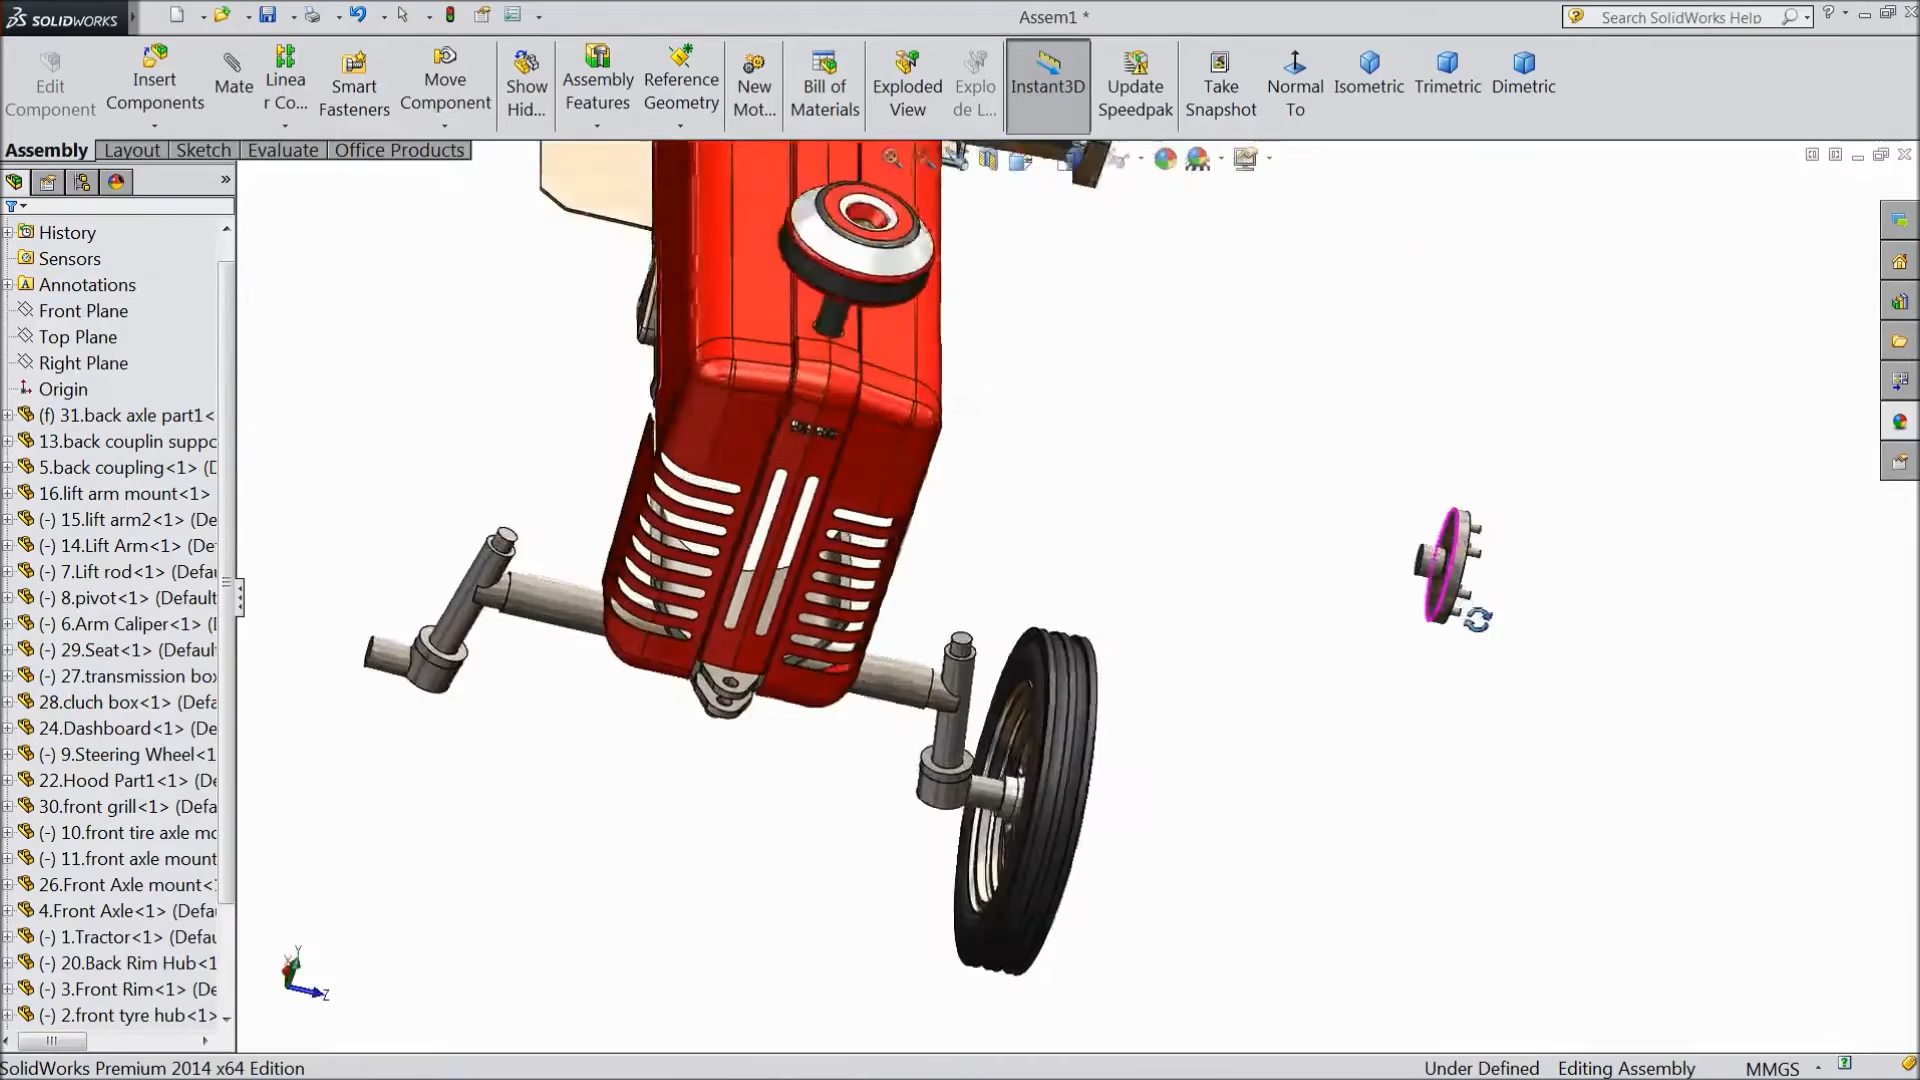 SOLIDWORKS
Assem1 *
Search SolidWorks Help
Edit Component
Insert Components
Mate
Linea r Co...
Smart Fasteners
Move Component
Show Hid...
Assembly Features
Reference Geometry
New Mot...
Bill of Materials
Exploded View
Explo de L...
Instant3D
Update Speedpak
Take Snapshot
Normal To
Isometric
Trimetric
Dimetric
Assembly Layout Sketch Evaluate Office Products
History
Sensors
Annotations
Front Plane
Top Plane
Right Plane
Origin
(f) 31.back axle part1<
13.back couplin suppo
5.back coupling<1> (D
16.lift arm mount<1>
(-) 15.lift arm2<1> (De
(-) 14.Lift Arm<1> (De
(-) 7.Lift rod<1> (Defau
(-) 8.pivot<1> (Default
(-) 6.Arm Caliper<1> (
(-) 29.Seat<1> (Default
(-) 27.transmission box
28.cluch box<1> (Defa
24.Dashboard<1> (De
(-) 9.Steering Wheel<1
22.Hood Part1<1> (De
30.front grill<1> (Defa
(-) 10.front tire axle mo
(-) 11.front axle mount
26.Front Axle mount<
4.Front Axle<1> (Defau
(-) 1.Tractor<1> (Defau
(-) 20.Back Rim Hub<1
(-) 3.Front Rim<1> (De
(-) 2.front tyre hub<1>
Y
Z
SolidWorks Premium 2014 x64 Edition
Under Defined
Editing Assembly
MMGS